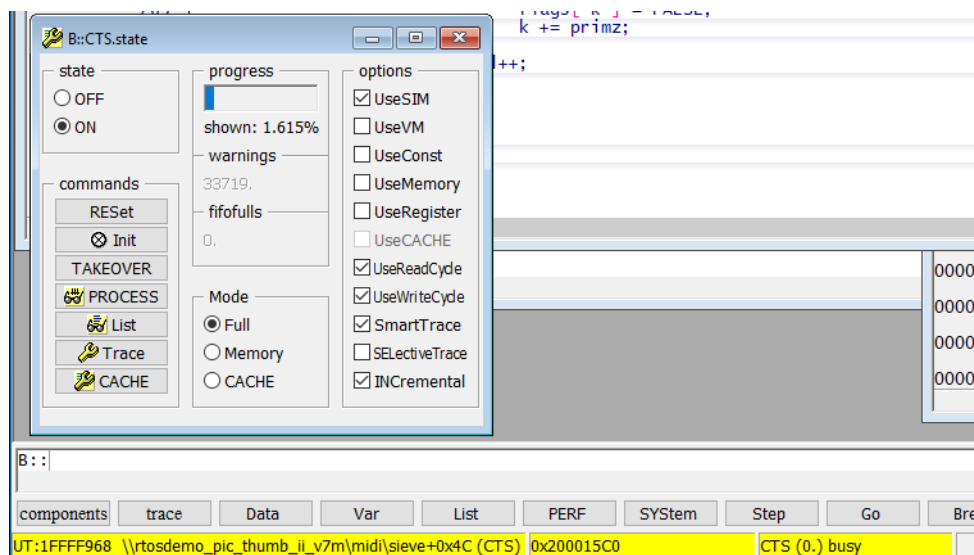 k += primz;
B::CTS.state
++;
state
OFF
ON
progress
shown: 1.615%
warnings
33719.
fifofulls
0.
options
UseSIM
UseVM
UseConst
UseMemory
UseRegister
UseCACHE
UseReadCycle
UseWriteCycle
SmartTrace
SELectiveTrace
INCremental
commands
RESet
Init
TAKEOVER
PROCESS
List
Trace
CACHE
Mode
Full
Memory
CACHE
0000
0000
0000
0000
B::
components trace Data Var List PERF SYStem Step Go Bre
UT:1FFFF968 \\rtosdemo_pic_thumb_ii_v7m\midi\sieve+0x4C (CTS) 0x200015C0 CTS (0.) busy